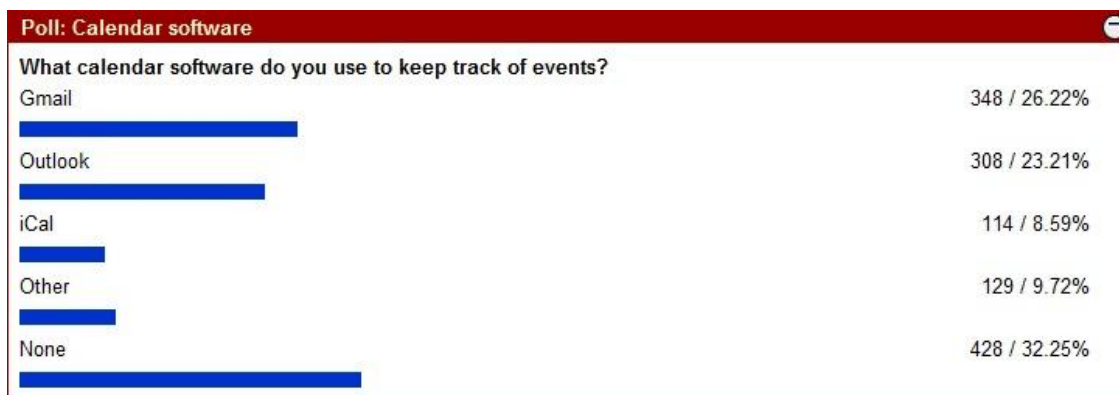 Poll: Calendar software
What calendar software do you use to keep track of events?
Gmail 348 / 26.22%
Outlook 308 / 23.21%
iCal 114 / 8.59%
Other 129 / 9.72%
None 428 / 32.25%